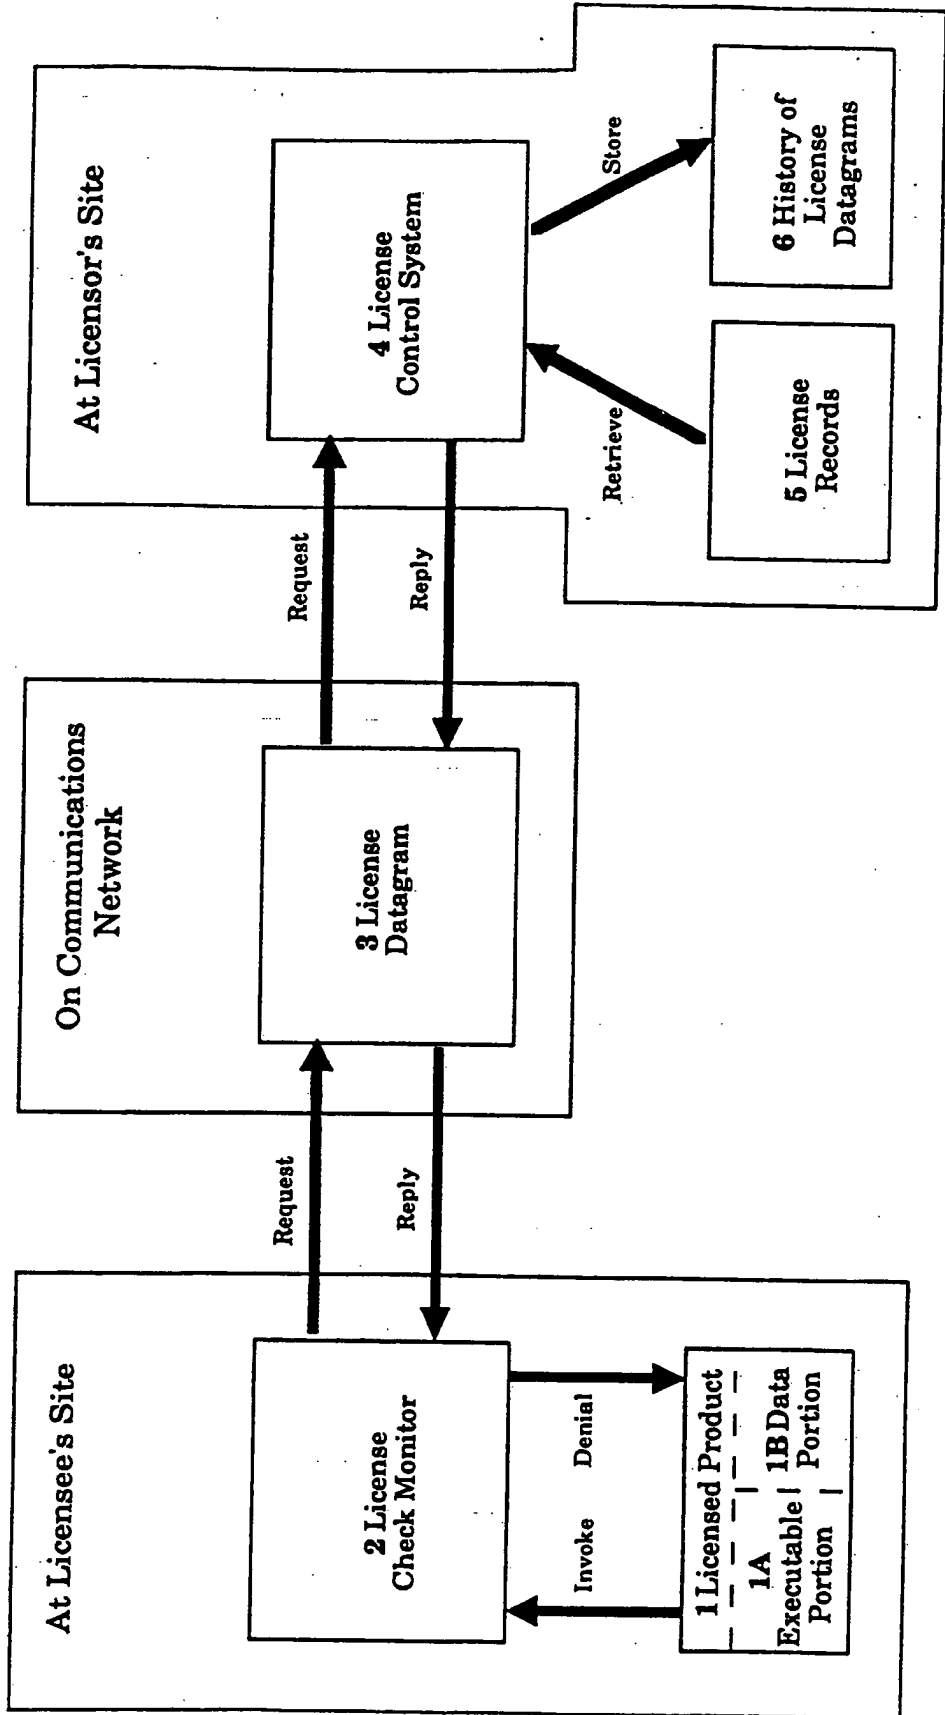 At Licensee's Site
2 License
Check Monitor
Invoke
Denial
1 Licensed Product
1A
Executable
Portion
1B Data
Portion
Request
Reply
On Communications
Network
3 License
Datagram
Request
Reply
At Licensor's Site
4 License
Control System
Retrieve
Store
5 License
Records
6 History of
License
Datagrams